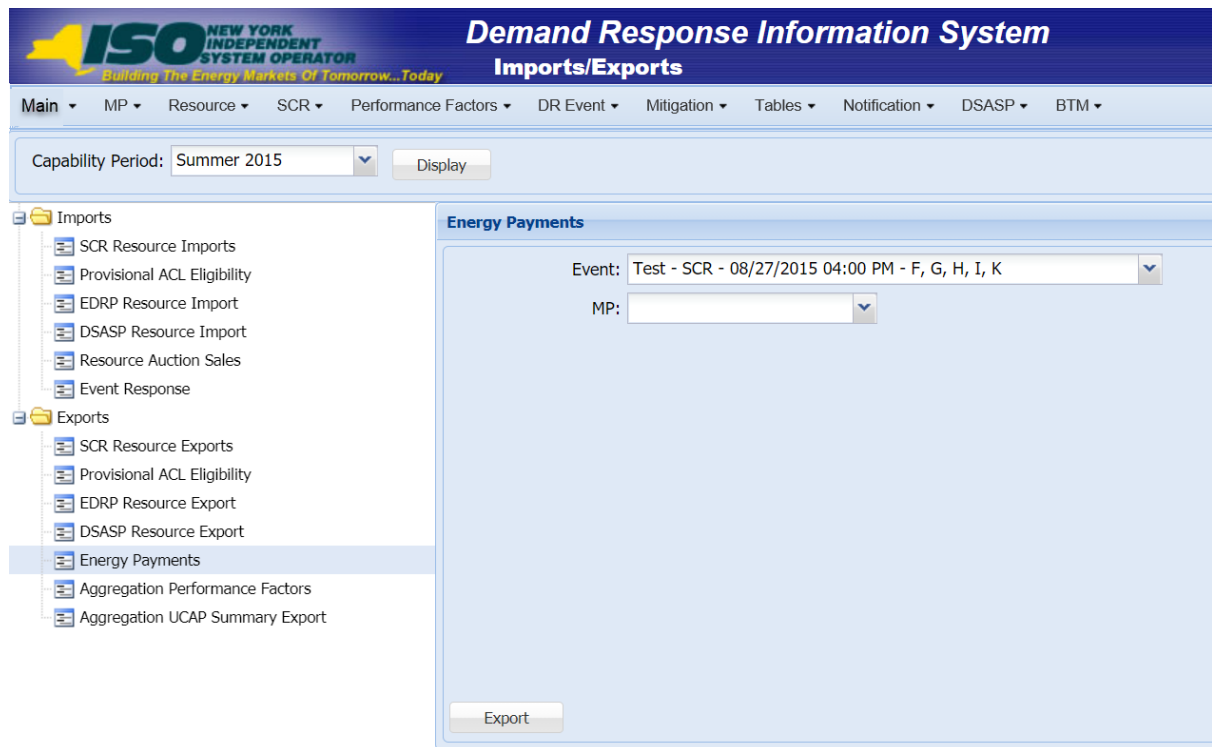 NEW YORK
INDEPENDENT
SYSTEM OPERATOR
ISO
Building The Energy Markets Of Tomorrow...Today
Demand Response Information System
Imports/Exports
Main MP Resource SCR Performance Factors DR Event Mitigation Tables Notification DSASP BTM
Capability Period: Summer 2015 Display
Imports
SCR Resource Imports
Provisional ACL Eligibility
EDRP Resource Import
DSASP Resource Import
Resource Auction Sales
Event Response
Exports
SCR Resource Exports
Provisional ACL Eligibility
EDRP Resource Export
DSASP Resource Export
Energy Payments
Aggregation Performance Factors
Aggregation UCAP Summary Export
Energy Payments
Event: Test - SCR - 08/27/2015 04:00 PM - F, G, H, I, K
MP:
Export